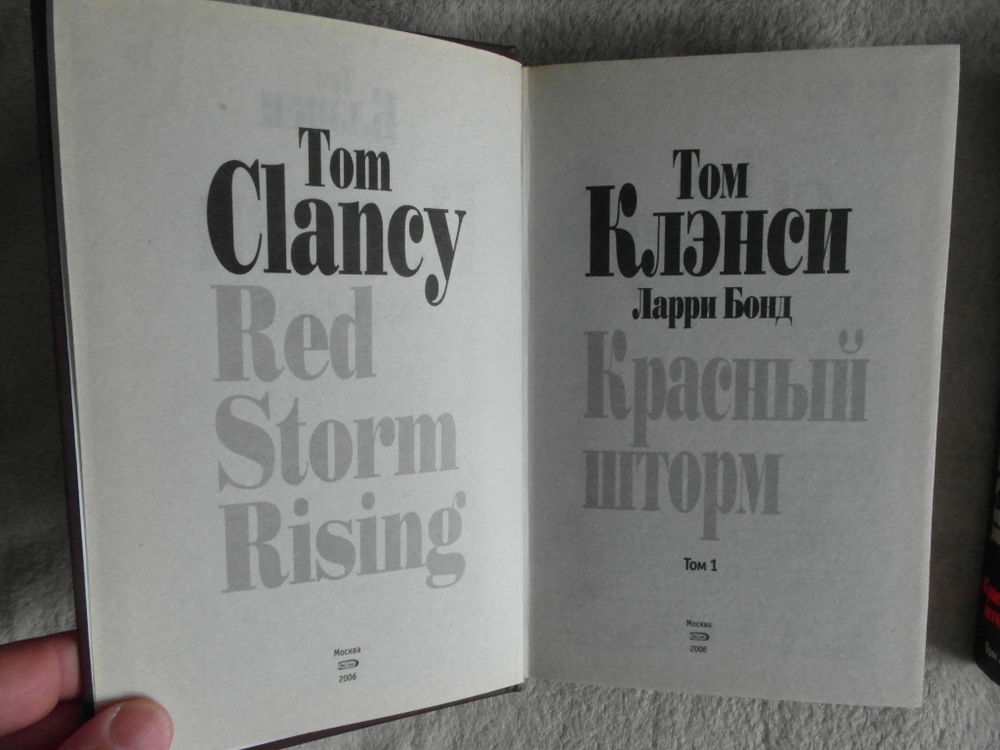 Tom
Clancy
Red
Storm
Rising
Москва
2006
Том
Клэнси
Ларри Бонд
Красный
шторм
Том 1
Москва
2006